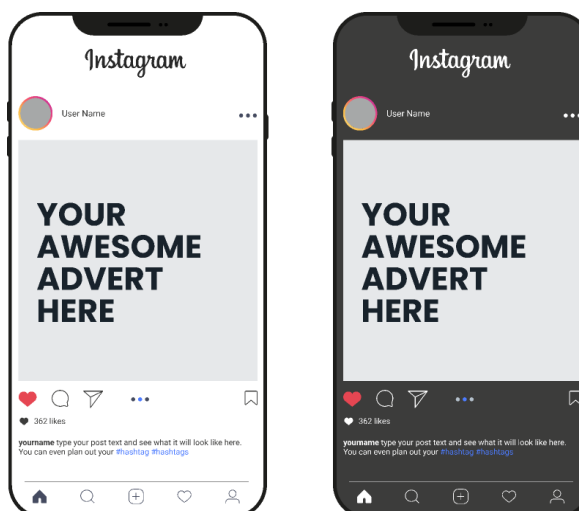 Instagram
User Name
YOUR
AWESOME
ADVERT
HERE
362 likes
yourname type your post text and see what it will look like here.
You can even plan out your #hashtag #hashtags
Instagram
User Name
YOUR
AWESOME
ADVERT
HERE
362 likes
yourname type your post text and see what it will look like here.
You can even plan out your #hashtag #hashtags